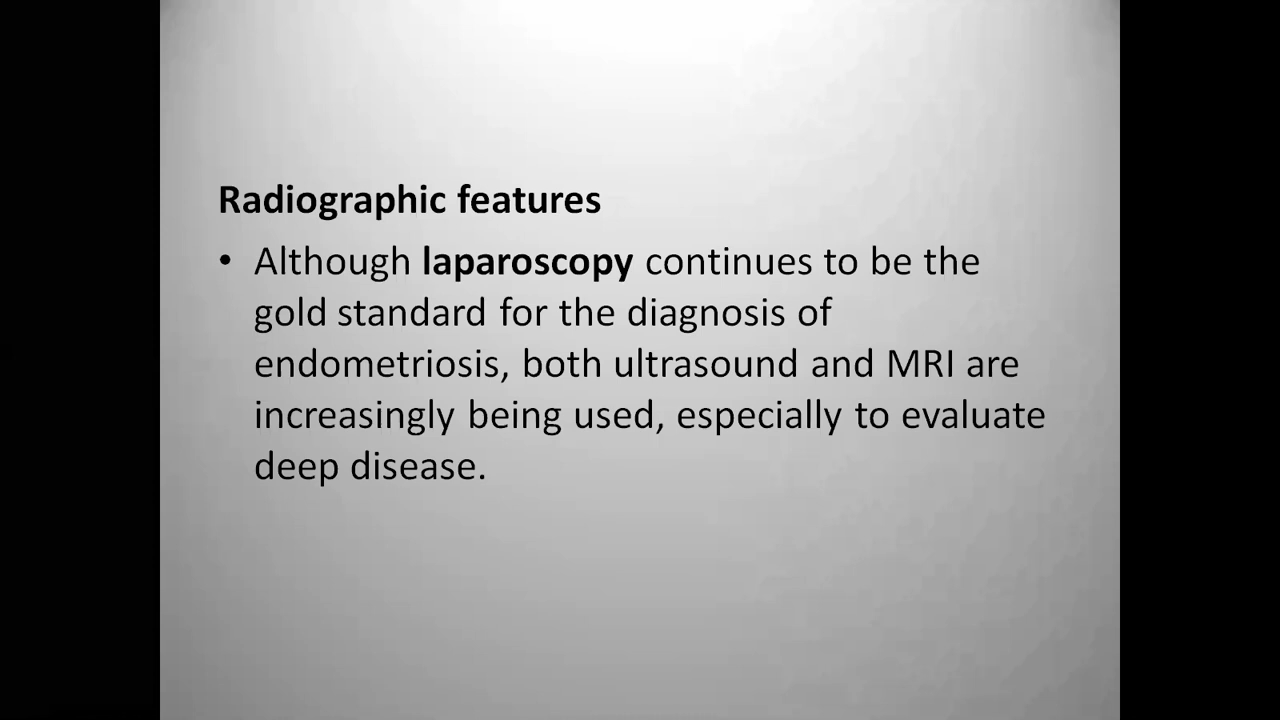 Radiographic features
• Although laparoscopy continues to be the
gold standard for the diagnosis of
endometriosis, both ultrasound and MRI are
increasingly being used, especially to evaluate
deep disease.